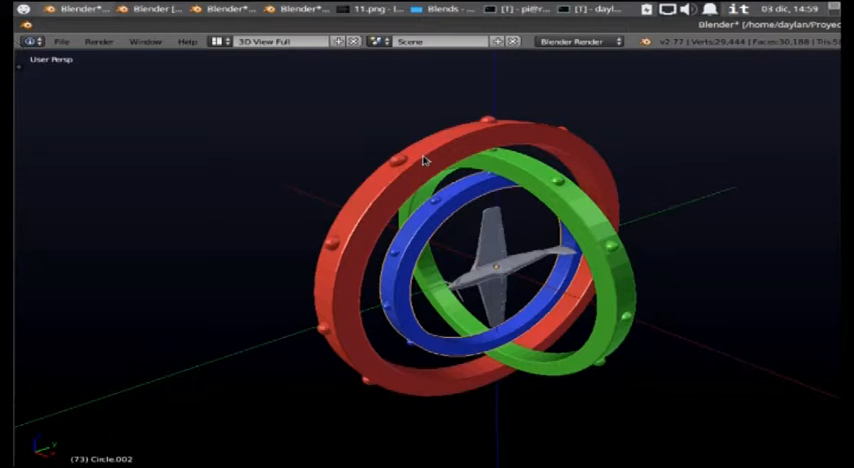 Blender*... Blender [... Blender*... Blender*... 11.png - [... Blends - ... [T] - pi@r... [T] - dayl... it 03 dic, 14:59
Blender* [/home/daylan/Proyec
File Render Window Help 3D View Full Scene Blender Render v2.77 | Verts:29,444 | Faces:30,188 | Tris:5
User Persp
(73) Circle.002